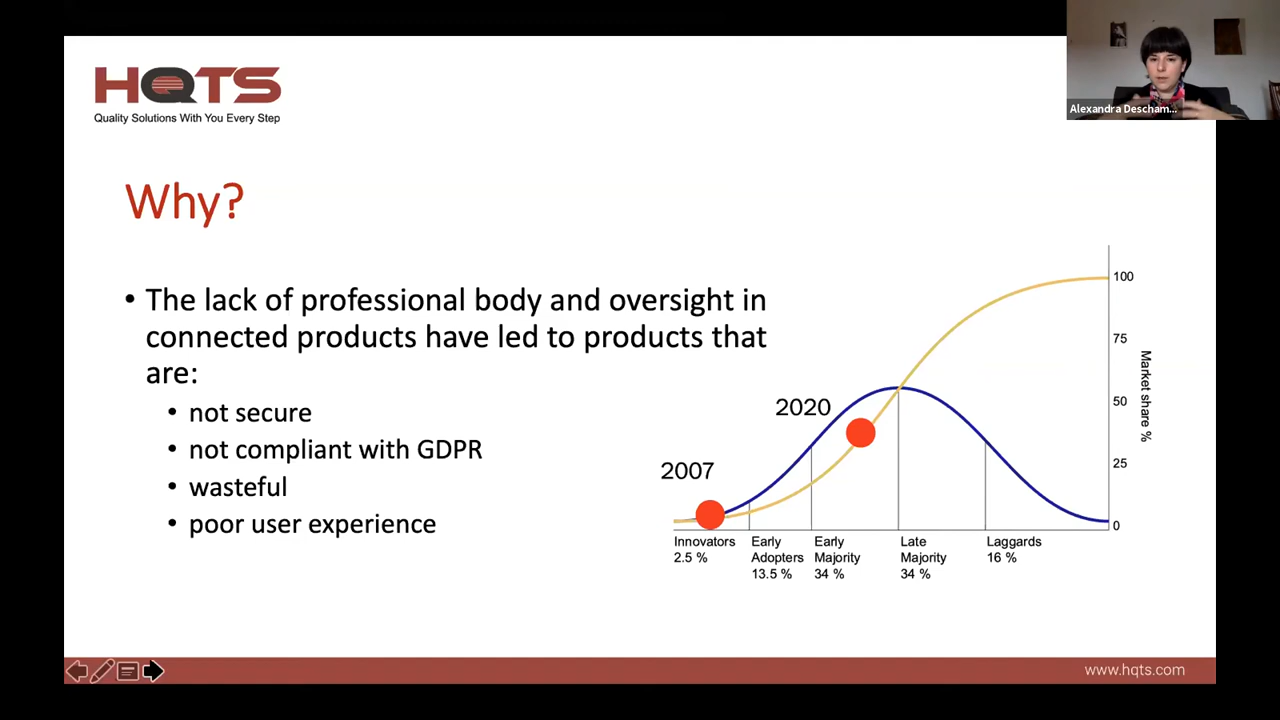 HQTS
Quality Solutions With You Every Step
Alexandra Descham...
Why?
• The lack of professional body and oversight in
connected products have led to products that
are:
• not secure
• not compliant with GDPR
• wasteful
• poor user experience
2007
2020
100
75
50
25
0
Market share %
Innovators
2.5 %
Early
Adopters
13.5 %
Early
Majority
34 %
Late
Majority
34 %
Laggards
16 %
www.hqts.com